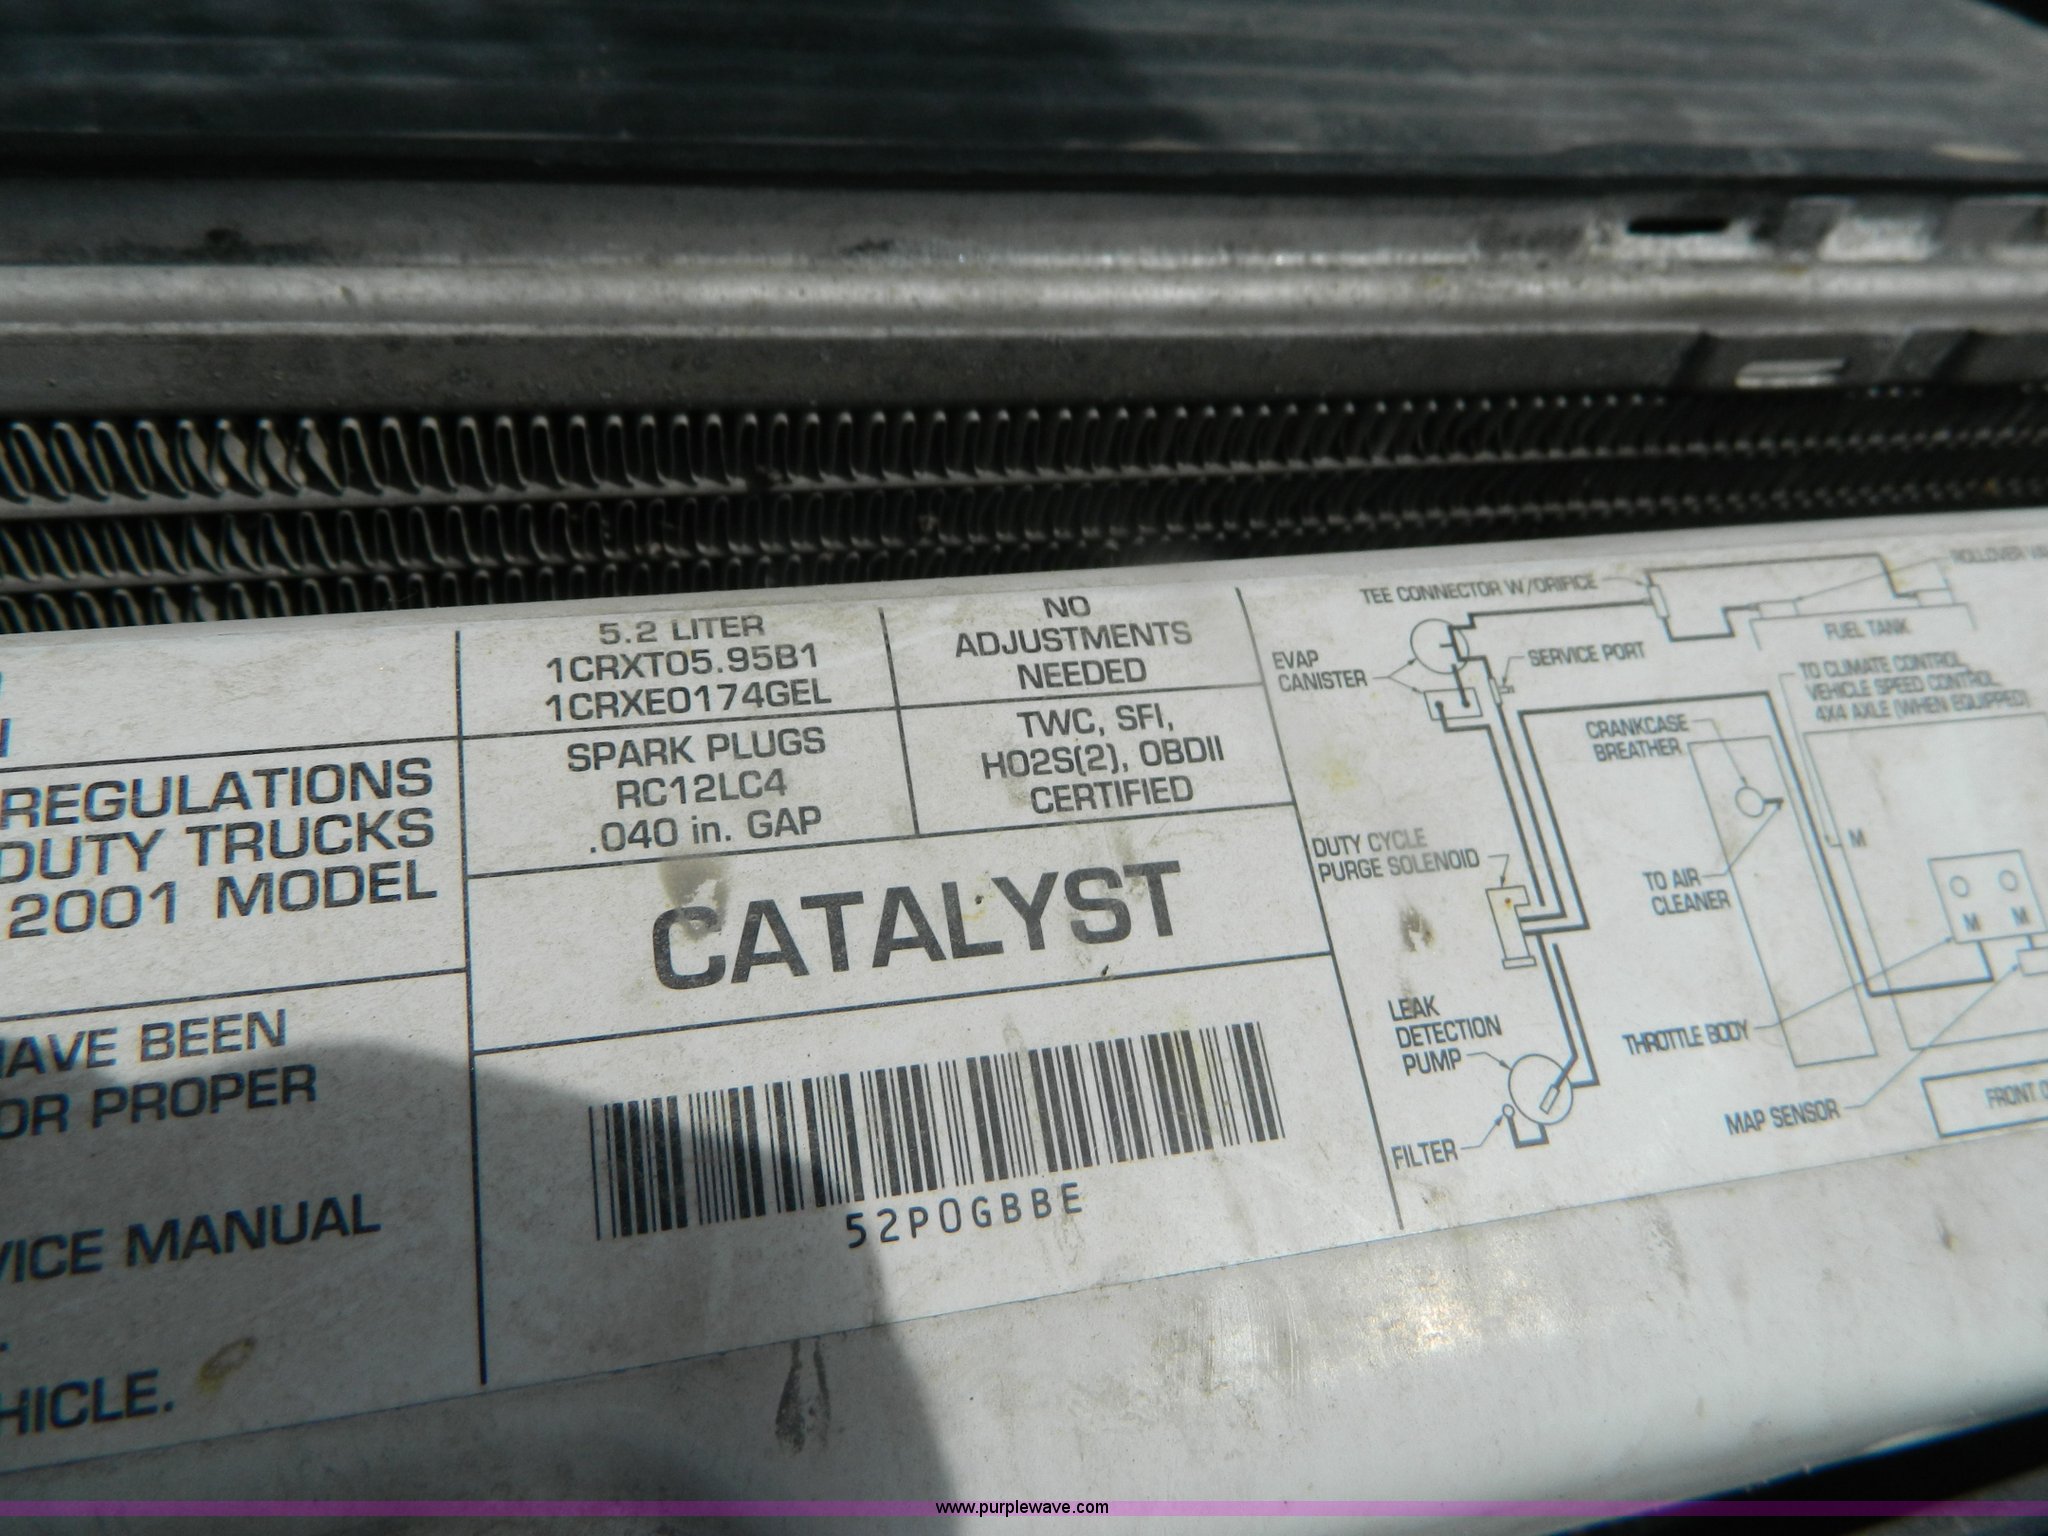 REGULATIONS
DUTY TRUCKS
2001 MODEL
HAVE BEEN
OR PROPER
VICE MANUAL
HICLE.
5.2 LITER
1CRXT05.95B1
1CRXE0174GEL
NO
ADJUSTMENTS
NEEDED
SPARK PLUGS
RC12LC4
.040 in. GAP
TWC, SFI,
HO2S(2), OBDII
CERTIFIED
CATALYST
52P0GBBE
TEE CONNECTOR W/ORIFICE
ROLLOVER
FUEL TANK
EVAP
CANISTER
SERVICE PORT
TO CLIMATE CONTROL,
VEHICLE SPEED CONTROL
4X4 AXLE (WHEN EQUIPPED)
CRANKCASE
BREATHER
M
DUTY CYCLE
PURGE SOLENOID
TO AIR
CLEANER
M M
LEAK
DETECTION
PUMP
THROTTLE BODY
MAP SENSOR
FRONT O
FILTER
www.purplewave.com